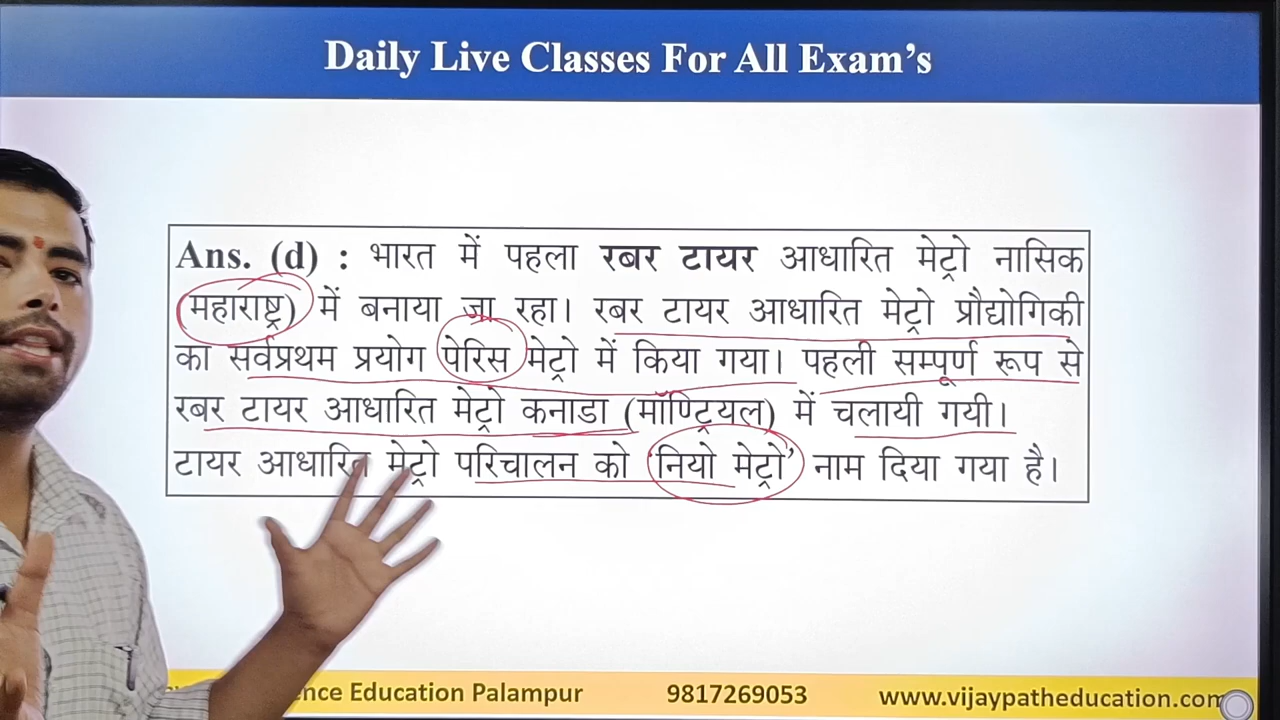 Daily Live Classes For All Exam's
Ans. (d) : भारत में पहला रबर टायर आधारित मेट्रो नासिक
महाराष्ट्र) में बनाया जा रहा। रबर टायर आधारित मेट्रो प्रौद्योगिकी
का सर्वप्रथम प्रयोग पेरिस मेट्रो में किया गया। पहली सम्पूर्ण रूप से
रबर टायर आधारित मेट्रो कनाडा (मॉण्ट्रियल) में चलायी गयी।
टायर आधारित मेट्रो परिचालन को 'नियो मेट्रो' नाम दिया गया है।
Education Palampur 9817269053 www.vijaypatheducation.com